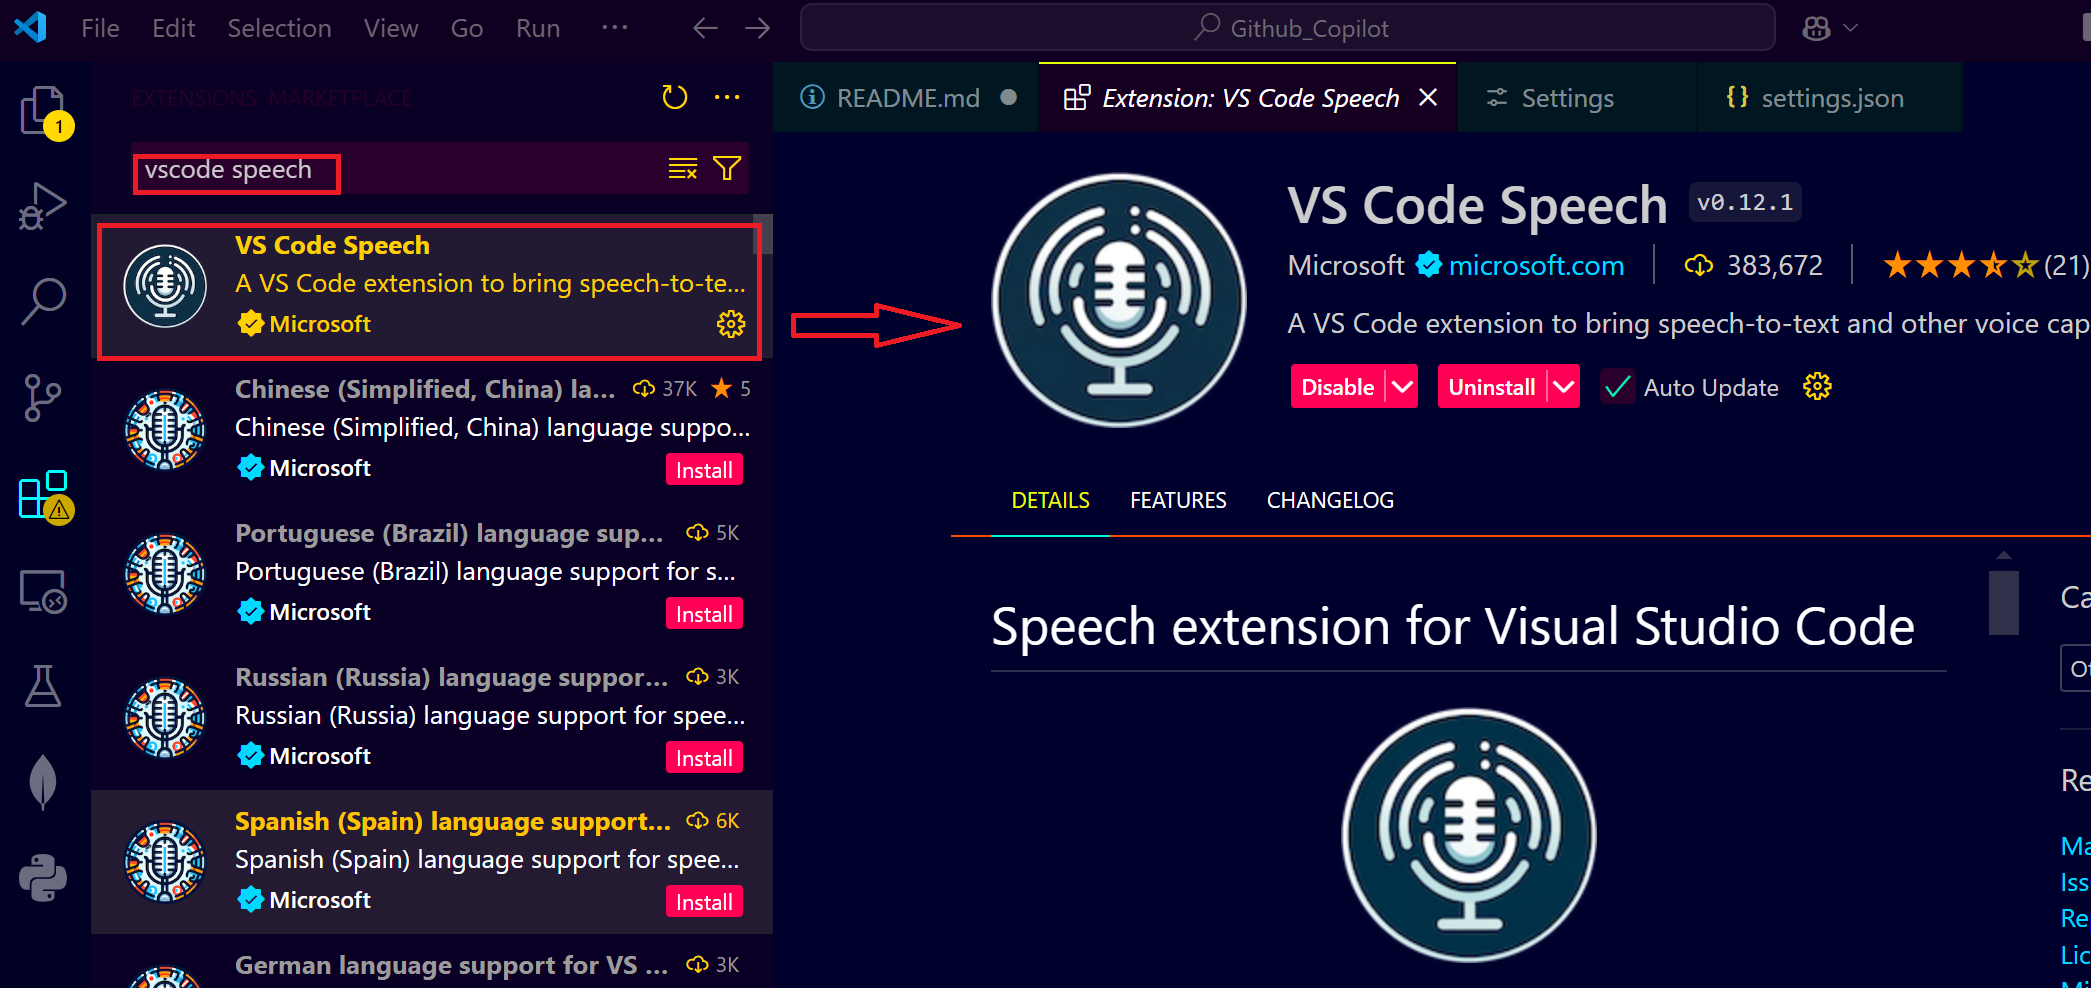 File Edit Selection View Go Run ··· Github_Copilot
EXTENSIONS: MARKETPLACE
1
vscode speech
VS Code Speech
A VS Code extension to bring speech-to-te...
Microsoft
Chinese (Simplified, China) la... 37K 5
Chinese (Simplified, China) language suppo...
Microsoft Install
Portuguese (Brazil) language sup... 5K
Portuguese (Brazil) language support for s...
Microsoft Install
Russian (Russia) language suppor... 3K
Russian (Russia) language support for spee...
Microsoft Install
Spanish (Spain) language support... 6K
Spanish (Spain) language support for spee...
Microsoft Install
German language support for VS ... 3K
README.md Extension: VS Code Speech Settings {} settings.json
VS Code Speech v0.12.1
Microsoft microsoft.com 383,672 (21)
A VS Code extension to bring speech-to-text and other voice cap
Disable Uninstall Auto Update
DETAILS FEATURES CHANGELOG
Speech extension for Visual Studio Code
Ca
Ot
Re
Ma
Iss
Re
Lic